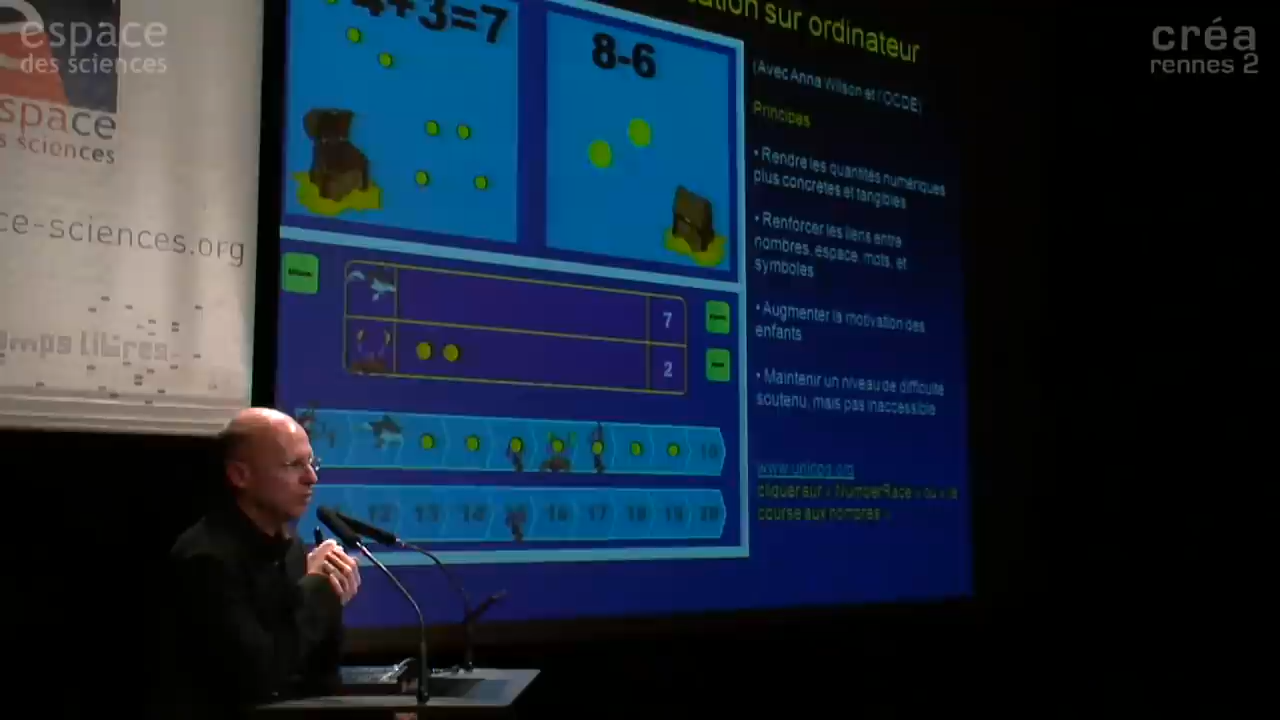 espace
des sciences
space
s sciences
ce-sciences.org
mps Libres
4+3=7
8-6
7
2
10
12 13 14 15 16 17 18 19 20
ation sur ordinateur
(Avec Anna Wilson et l'OCDE)
Principes
• Rendre les quantités numériques
plus concrètes et tangibles
• Renforcer les liens entre
nombres, espace, mots, et
symboles
• Augmenter la motivation des
enfants
• Maintenir un niveau de difficulté
soutenu, mais pas inaccessible
www.unicog.org
cliquer sur « NumberRace » ou « la
course aux nombres »
créa
rennes 2